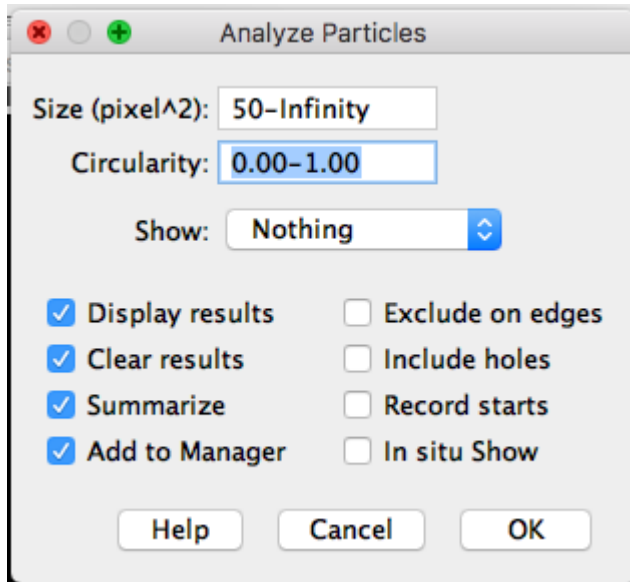 Analyze Particles
Size (pixel^2): 50-Infinity
Circularity: 0.00-1.00
Show: Nothing
Display results Exclude on edges
Clear results Include holes
Summarize Record starts
Add to Manager In situ Show
Help Cancel OK